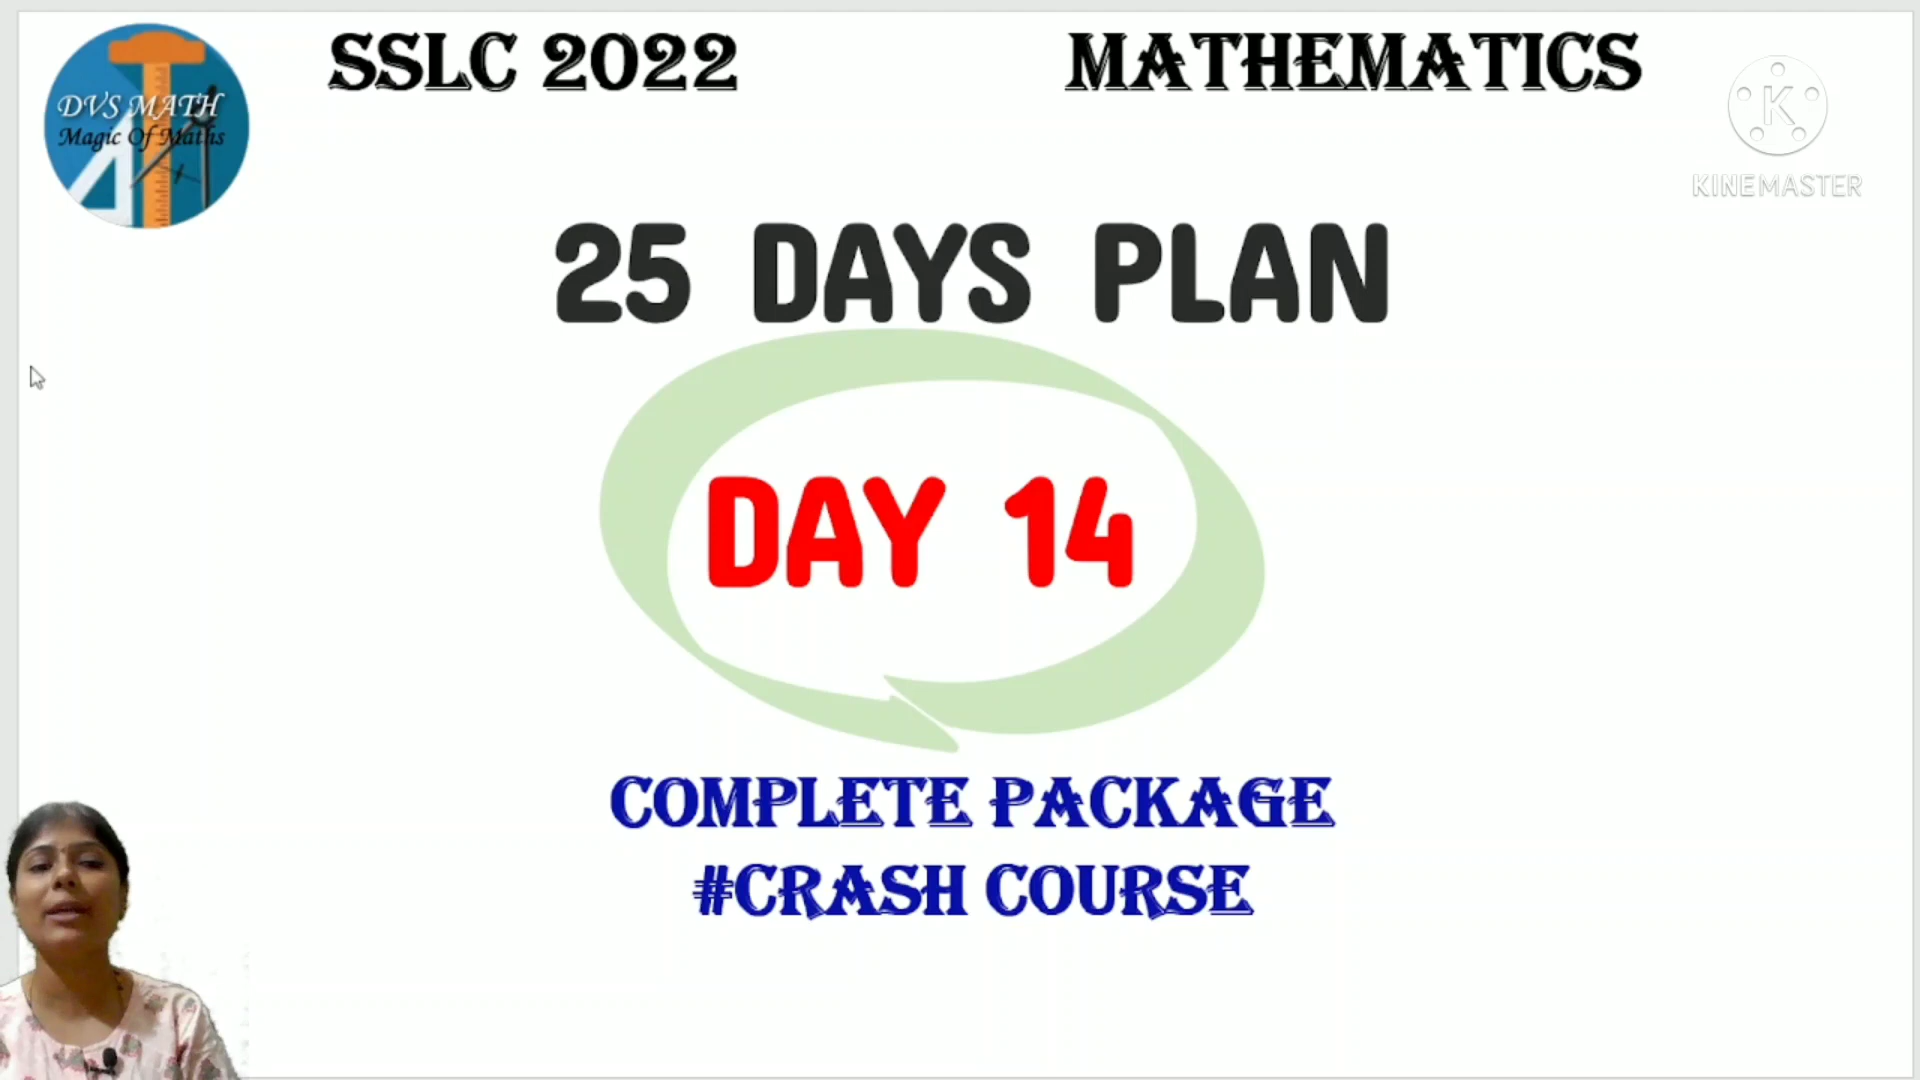 SSLC 2022 MATHEMATICS
DVS MATH
Magic Of Maths
K
KINEMASTER
25 DAYS PLAN
DAY 14
COMPLETE PACKAGE
#CRASH COURSE